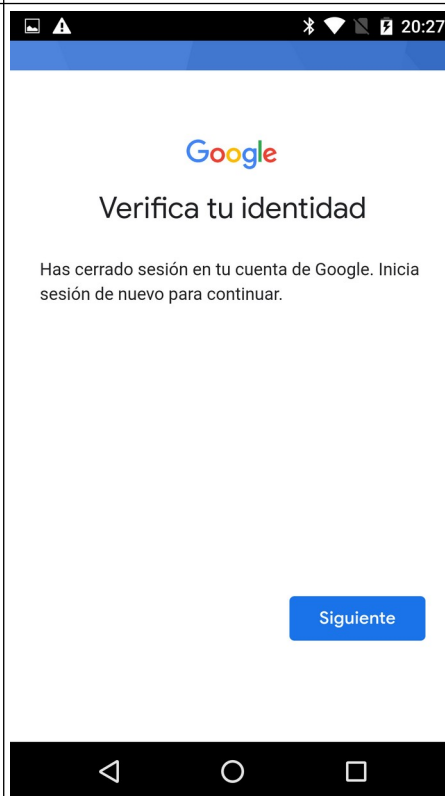 20:27
Google
Verifica tu identidad
Has cerrado sesión en tu cuenta de Google. Inicia
sesión de nuevo para continuar.
Siguiente